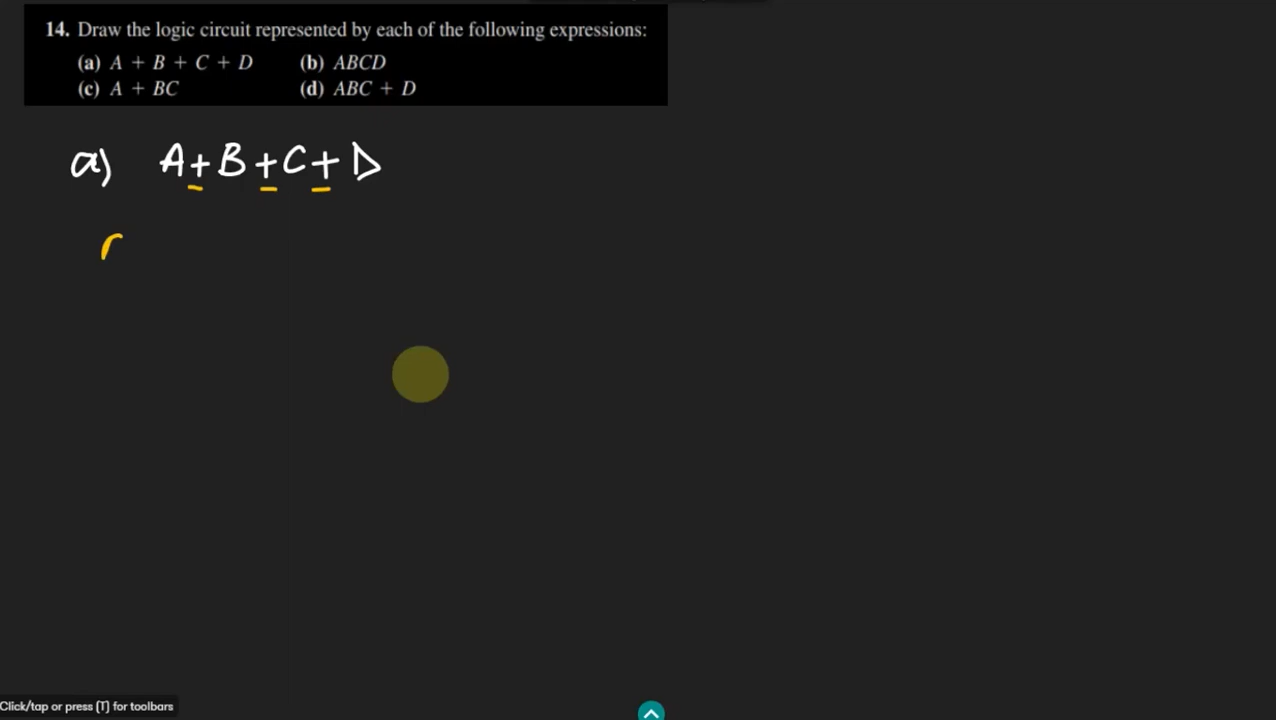 14. Draw the logic circuit represented by each of the following expressions:
(a) A + B + C + D (b) ABCD
(c) A + BC (d) ABC + D
a) A+B+C+D
Click/tap or press (T) for toolbars